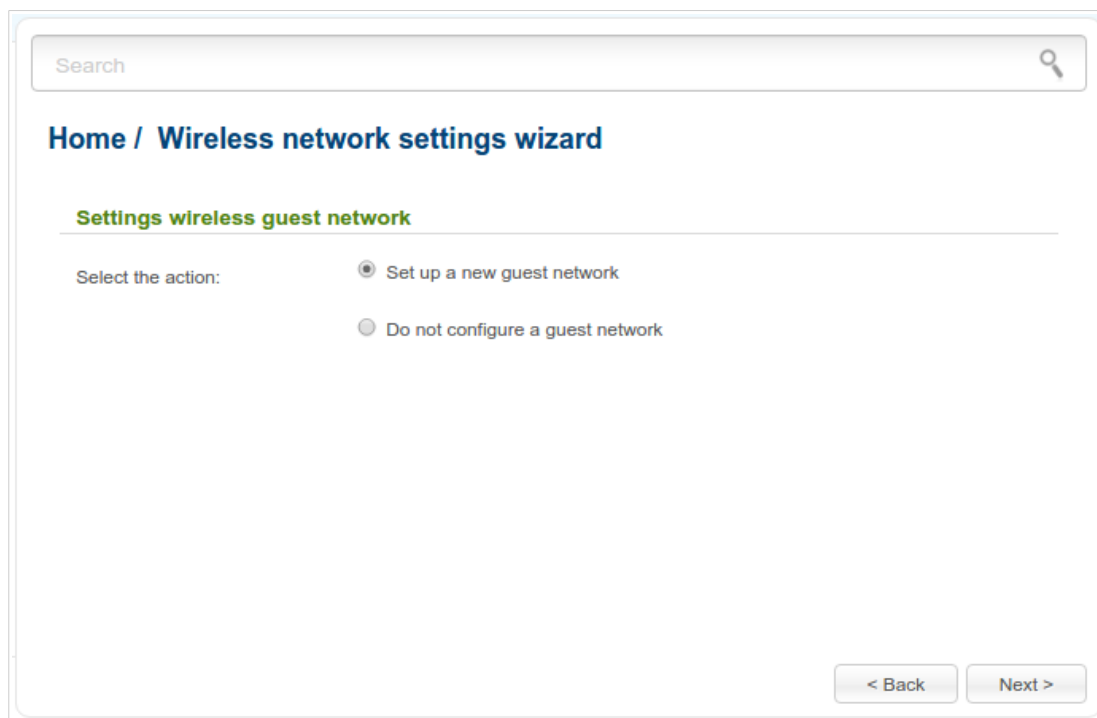 Search
Home / Wireless network settings wizard
Settings wireless guest network
Select the action:
Set up a new guest network
Do not configure a guest network
< Back
Next >